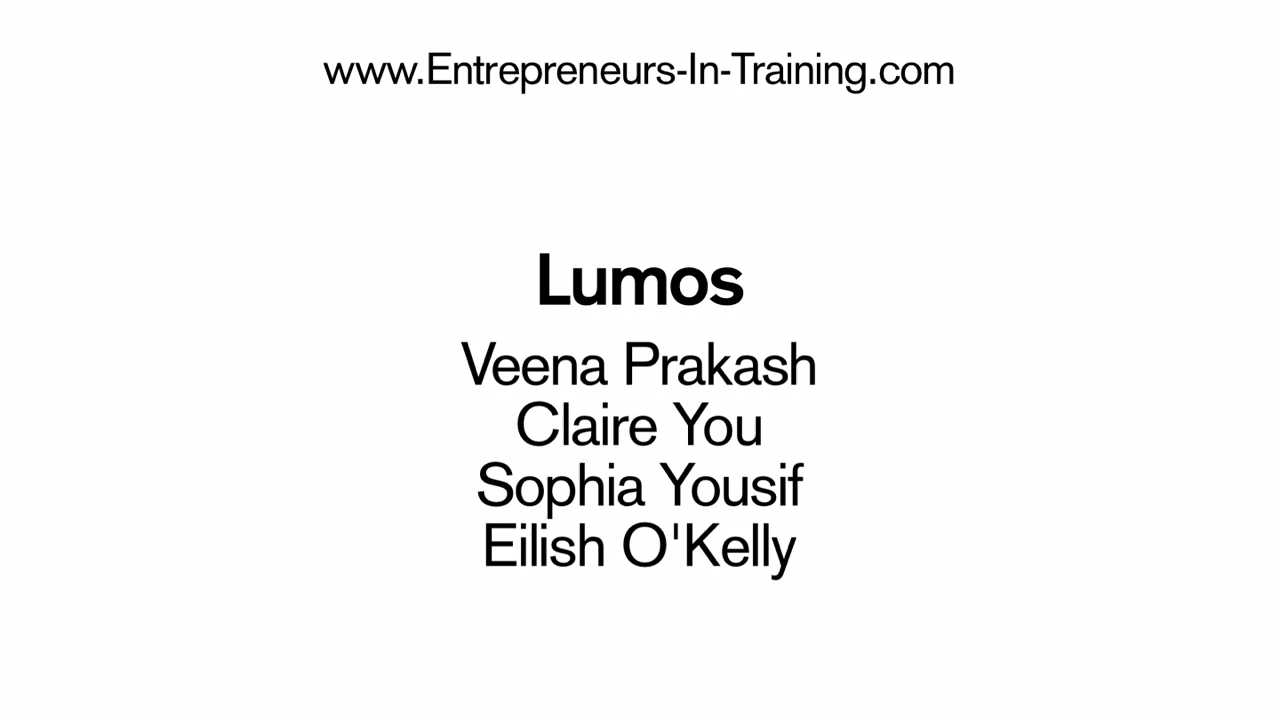 www.Entrepreneurs-In-Training.com
Lumos
Veena Prakash
Claire You
Sophia Yousif
Eilish O'Kelly